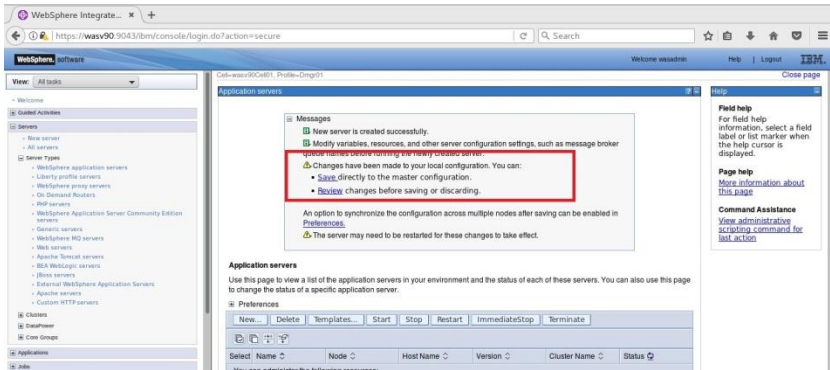 WebSphere Integrate... × +
https://wasv90:9043/ibm/console/login.do?action=secure
Search
WebSphere. software
Welcome wasadmin
Help | Logout
IBM.
View: All tasks
Cell=wasv90Cell01, Profile=Dmgr01
Close page
Welcome
Guided Activities
Servers
New server
All servers
Server Types
WebSphere application servers
Liberty profile servers
WebSphere proxy servers
On Demand Routers
PHP servers
WebSphere Application Server Community Edition
servers
Generic servers
WebSphere MQ servers
Web servers
Apache Tomcat servers
BEA WebLogic servers
JBoss servers
External WebSphere Application Servers
Apache servers
Custom HTTP servers
Clusters
DataPower
Core Groups
Applications
Jobs
Application servers
Messages
New server is created successfully.
Modify variables, resources, and other server configuration settings, such as message broker
queue names before running the newly created server.
Changes have been made to your local configuration. You can:
Save directly to the master configuration.
Review changes before saving or discarding.
An option to synchronize the configuration across multiple nodes after saving can be enabled in
Preferences.
The server may need to be restarted for these changes to take effect.
Application servers
Use this page to view a list of the application servers in your environment and the status of each of these servers. You can also use this page
to change the status of a specific application server.
Preferences
New... Delete Templates... Start Stop Restart ImmediateStop Terminate
Select Name Node Host Name Version Cluster Name Status
You can administer the following resources:
Help
Field help
For field help
information, select a field
label or list marker when
the help cursor is
displayed.
Page help
More information about
this page
Command Assistance
View administrative
scripting command for
last action